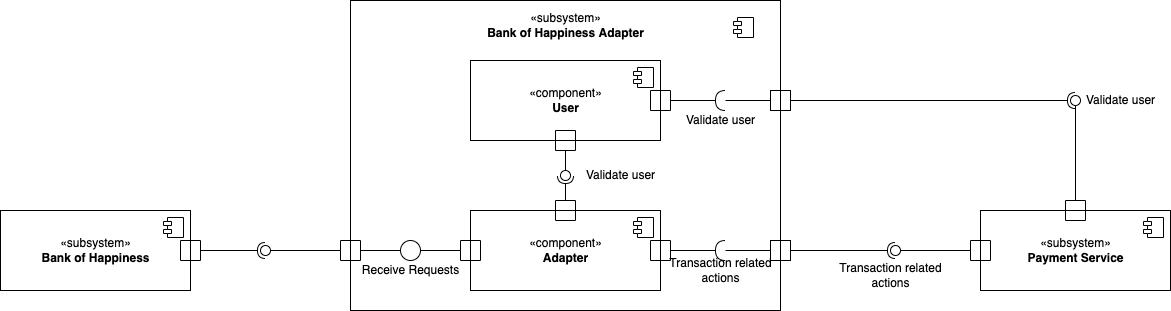 «subsystem»
Bank of Happiness Adapter
«component»
User
Validate user
Validate user
Validate user
«subsystem»
Bank of Happiness
Receive Requests
«component»
Adapter
Transaction related
actions
Transaction related
actions
«subsystem»
Payment Service